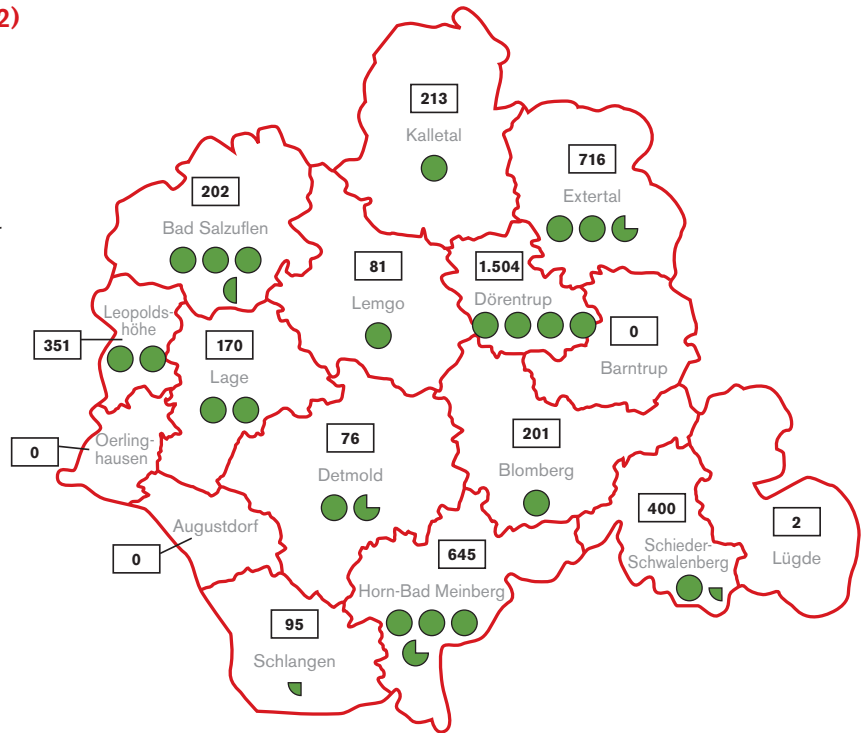 2)
213
Kalletal
716
Extertal
202
Bad Salzuflen
81
Lemgo
1.504
Dörentrup
0
Barntrup
Leopolds-
höhe
351
170
Lage
Oerling-
hausen
0
76
Detmold
201
Blomberg
400
Schieder-
Schwalenberg
2
Lügde
Augustdorf
0
645
Horn-Bad Meinberg
95
Schlangen